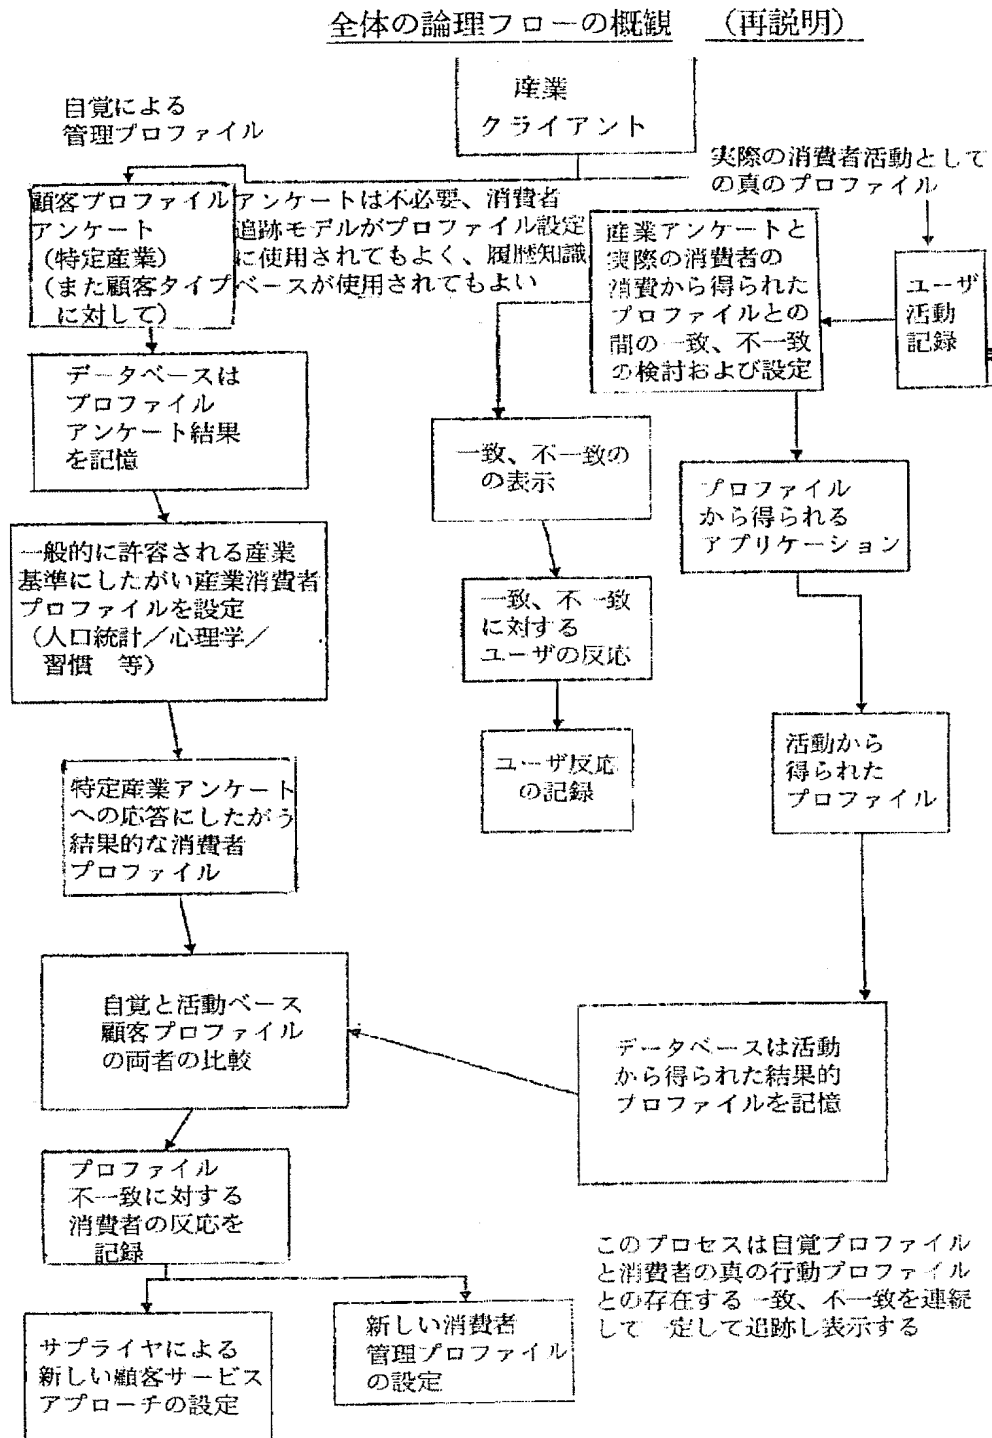 全体の論理フローの概観 (再説明)
産業
クライアント
自覚による
管理プロファイル
実際の消費者活動として
の真のプロファイル
顧客プロファイル
アンケート
(特定産業)
(また顧客タイプ
に対して)
アンケートは不必要、消費者
追跡モデルがプロファイル設定
に使用されてもよく、履歴知識
ベースが使用されてもよい
産業アンケートと
実際の消費者の
消費から得られた
プロファイルとの
間の一致、不一致
の検討および設定
ユーザ
活動
記録
データベースは
プロファイル
アンケート結果
を記憶
一致、不一致の
の表示
プロファイル
から得られる
アプリケーション
一般的に許容される産業
基準にしたがい産業消費者
プロファイルを設定
(人口統計/心理学/
習慣 等)
一致、不一致
に対する
ユーザの反応
ユーザ反応
の記録
活動から
得られた
プロファイル
特定産業アンケート
への応答にしたがう
結果的な消費者
プロファイル
自覚と活動ベース
顧客プロファイル
の両者の比較
データベースは活動
から得られた結果的
プロファイルを記憶
プロファイル
不一致に対する
消費者の反応を
記録
このプロセスは自覚プロファイル
と消費者の真の行動プロファイル
との存在する一致、不一致を連続
して一定して追跡し表示する
サプライヤによる
新しい顧客サービス
アプローチの設定
新しい消費者
管理プロファイル
の設定